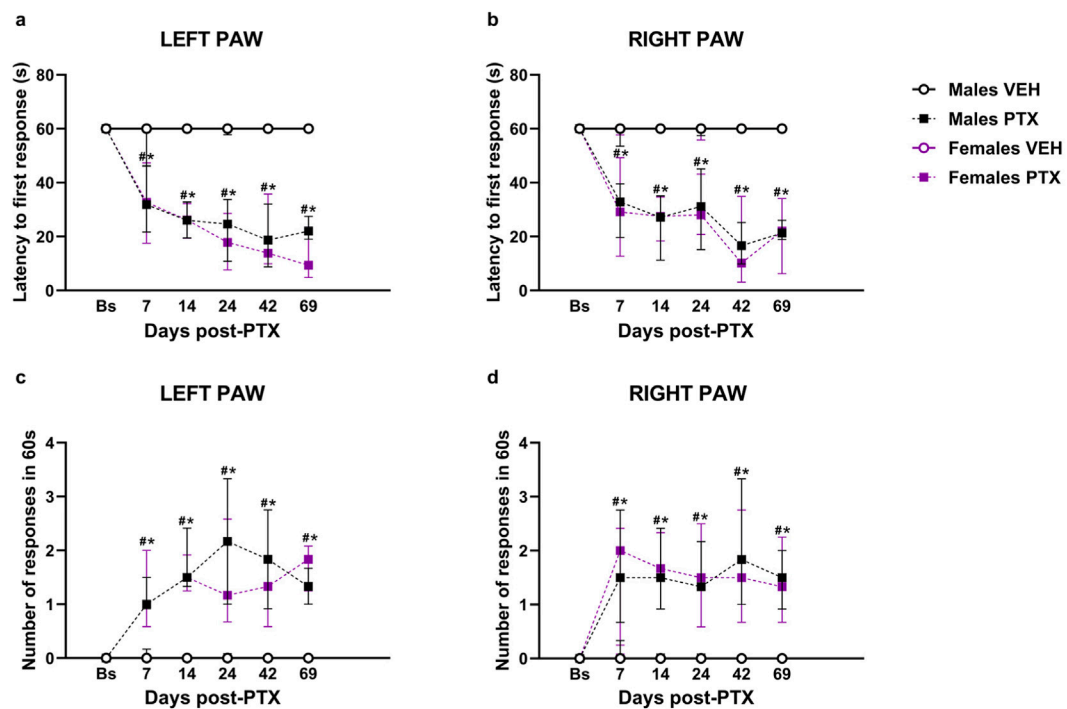 a
LEFT PAW
Latency to first response (s)
80
60
40
20
0
#*
#*
#*
#*
#*
Bs 7 14 24 42 69
Days post-PTX
b
RIGHT PAW
Latency to first response (s)
80
60
40
20
0
#*
#*
#*
#*
#*
Bs 7 14 24 42 69
Days post-PTX
Males VEH
Males PTX
Females VEH
Females PTX
c
LEFT PAW
Number of responses in 60s
4
3
2
1
0
#*
#*
#*
#*
#*
Bs 7 14 24 42 69
Days post-PTX
d
RIGHT PAW
Number of responses in 60s
4
3
2
1
0
#*
#*
#*
#*
#*
Bs 7 14 24 42 69
Days post-PTX